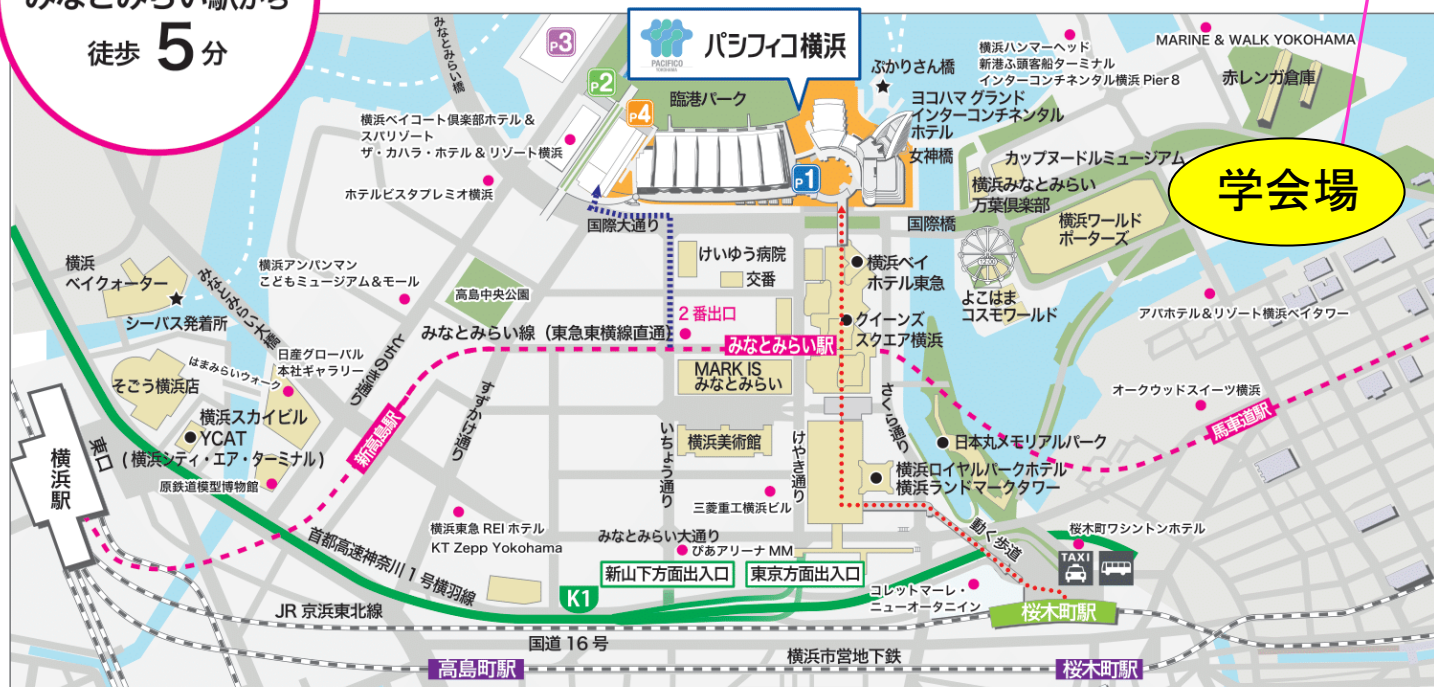 みなとみらい駅から
徒歩 5 分
みなとみらい橋
P3
P2
P4
臨港パーク
PACIFICO
YOKOHAMA
パシフィコ横浜
ぷかりさん橋
ヨコハマ グランド
インターコンチネンタル
ホテル
横浜ハンマーヘッド
新港ふ頭客船ターミナル
インターコンチネンタル横浜 Pier 8
MARINE & WALK YOKOHAMA
赤レンガ倉庫
横浜ベイコート倶楽部ホテル &
スパリゾート
ザ・カハラ・ホテル & リゾート横浜
ホテルビスタプレミオ横浜
P1
女神橋
カップヌードルミュージアム
横浜みなとみらい
万葉倶楽部
横浜ワールド
ポーターズ
学会場
国際大通り
国際橋
けいゆう病院
交番
横浜ベイ
ホテル東急
よこはま
コスモワールド
横浜
ベイクォーター
シーバス発着所
みなとみらい大橋
横浜アンパンマン
こどもミュージアム&モール
高島中央公園
みなとみらい線（東急東横線直通）
2 番出口
みなとみらい駅
クイーンズ
スクエア横浜
アパホテル&リゾート横浜ベイタワー
はまみらいウォーク
日産グローバル
本社ギャラリー
とちのき通り
そごう横浜店
横浜スカイビル
YCAT
( 横浜シティ・エア・ターミナル )
原鉄道模型博物館
横浜駅
東口
新高島駅
すずかけ通り
MARK IS
みなとみらい
横浜美術館
いちょう通り
けやき通り
さくら通り
オークウッドスイーツ横浜
馬車道駅
日本丸メモリアルパーク
横浜ロイヤルパークホテル
横浜ランドマークタワー
三菱重工横浜ビル
横浜東急 REI ホテル
KT Zepp Yokohama
みなとみらい大通り
ぴあアリーナ MM
動く歩道
桜木町ワシントンホテル
TAXI
首都高速神奈川 1 号横羽線
K1
新山下方面出入口
東京方面出入口
コレットマーレ・
ニューオータニイン
桜木町駅
JR 京浜東北線
国道 16 号
高島町駅
横浜市営地下鉄
桜木町駅